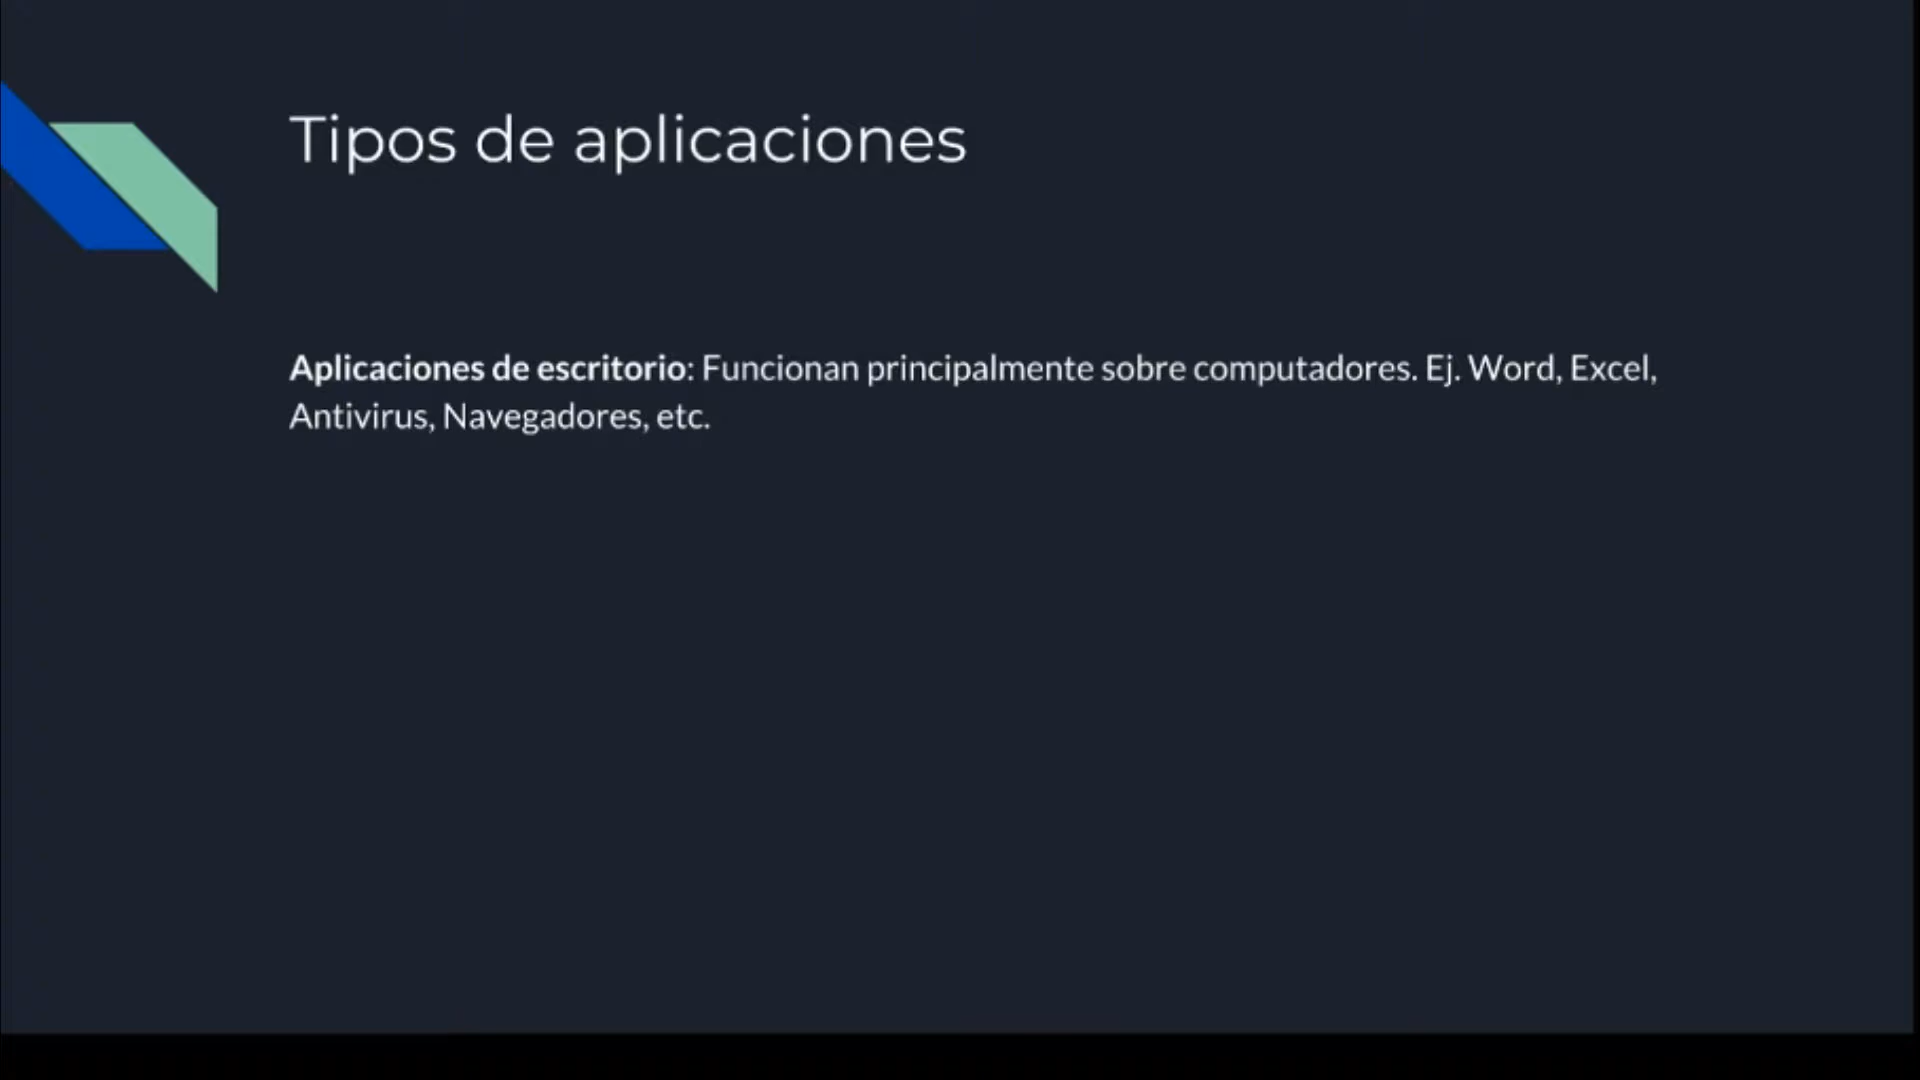 Tipos de aplicaciones
Aplicaciones de escritorio: Funcionan principalmente sobre computadores. Ej. Word, Excel,
Antivirus, Navegadores, etc.